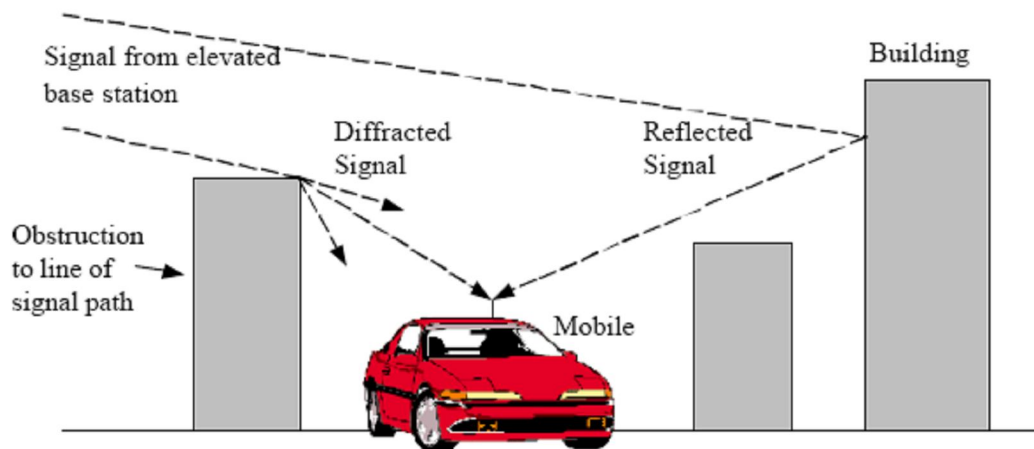 Signal from elevated
base station
Diffracted
Signal
Reflected
Signal
Building
Obstruction
to line of
signal path
Mobile